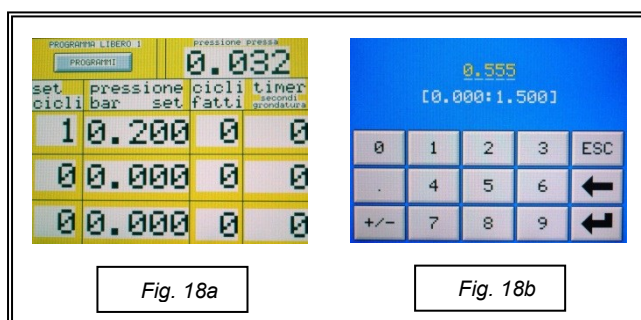 PROGRAMMA LIBERO 1
PROGRAMMI
pressione pressa
0.032
set cicli
pressione bar set
cicli fatti
timer secondi grondatura
1 0.200 0 0
0 0.000 0 0
0 0.000 0 0
Fig. 18a
0.555
[0.000:1.500]
0 1 2 3 ESC
. 4 5 6 ←
+/- 7 8 9 ↵
Fig. 18b